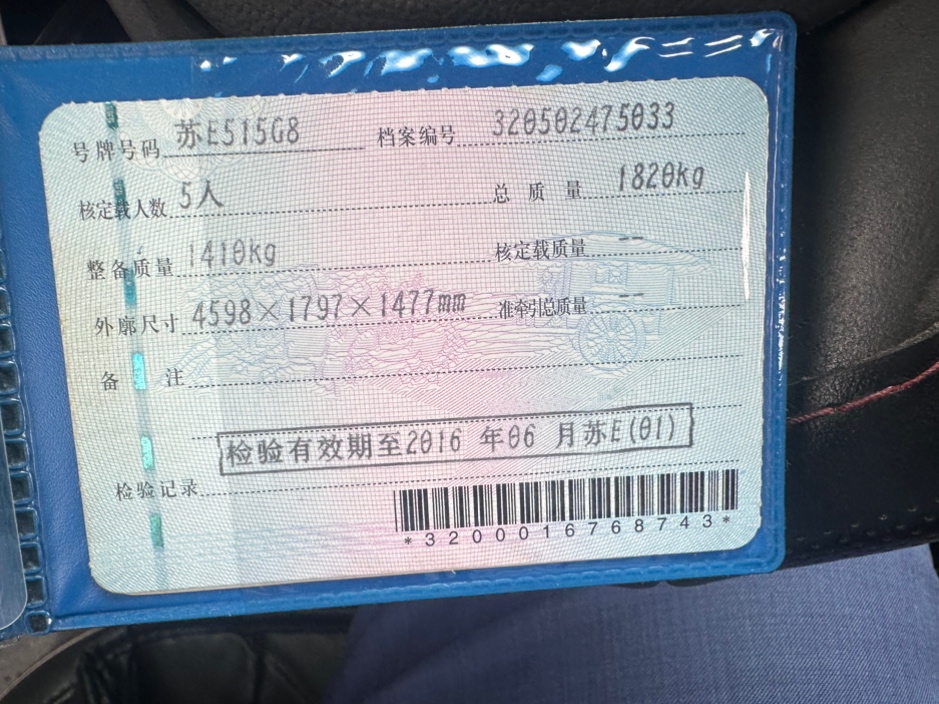 号牌号码 苏E515G8 档案编号 320502475033
核定载人数 5人 总质量 1820kg
整备质量 1410kg 核定载质量 --
外廓尺寸 4598×1797×1477mm 准牵引总质量 --
备注
检验有效期至2016年06月苏E(01)
检验记录
*3200016768743*